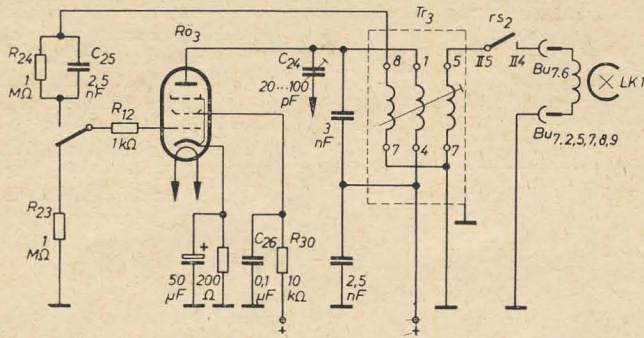 Tr3
rs2
R24
1
MΩ
C25
2,5
nF
Rö3
C24
20...100
pF
8
1
5
II5
II4
Bu7.6
LK1
R12
1kΩ
3
nF
7
4
7
Bu7.2,5,7,8,9
R23
1
MΩ
+
50
μF
200
Ω
C26
0,1
μF
R30
10
kΩ
2,5
nF
+
+